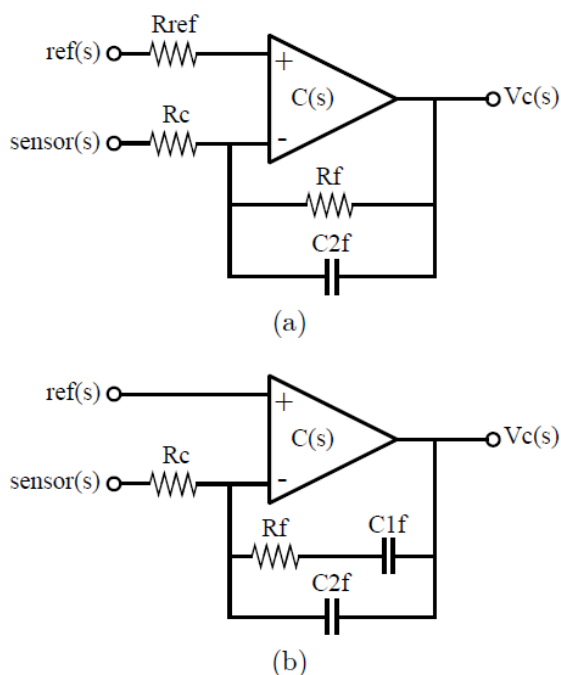 Rref
ref(s)
+
C(s)
Vc(s)
Rc
sensor(s)
-
Rf
C2f
(a)
ref(s)
+
C(s)
Vc(s)
Rc
sensor(s)
-
Rf
C1f
C2f
(b)